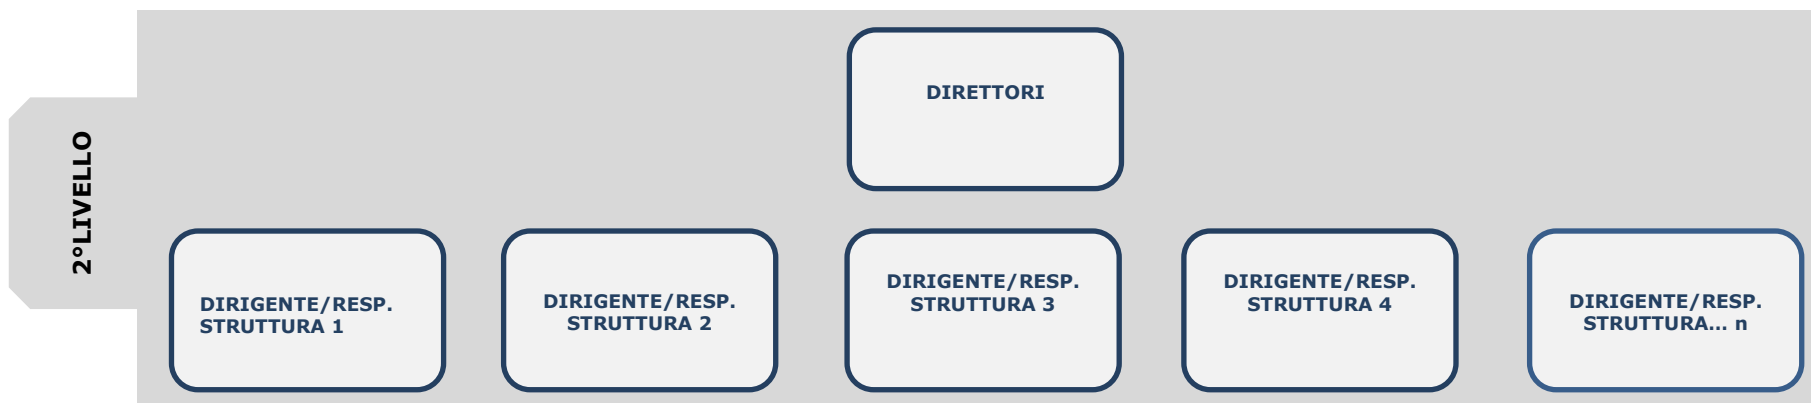 2°LIVELLO
DIRETTORI
DIRIGENTE/RESP.
STRUTTURA 1
DIRIGENTE/RESP.
STRUTTURA 2
DIRIGENTE/RESP.
STRUTTURA 3
DIRIGENTE/RESP.
STRUTTURA 4
DIRIGENTE/RESP.
STRUTTURA... n